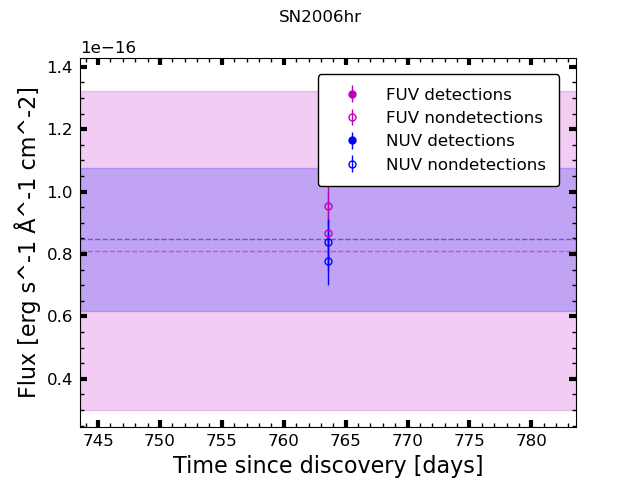 SN2006hr
1e−16
1.4
1.2
1.0
0.8
0.6
0.4
Flux [erg s^-1 Å^-1 cm^-2]
FUV detections
FUV nondetections
NUV detections
NUV nondetections
745 750 755 760 765 770 775 780
Time since discovery [days]